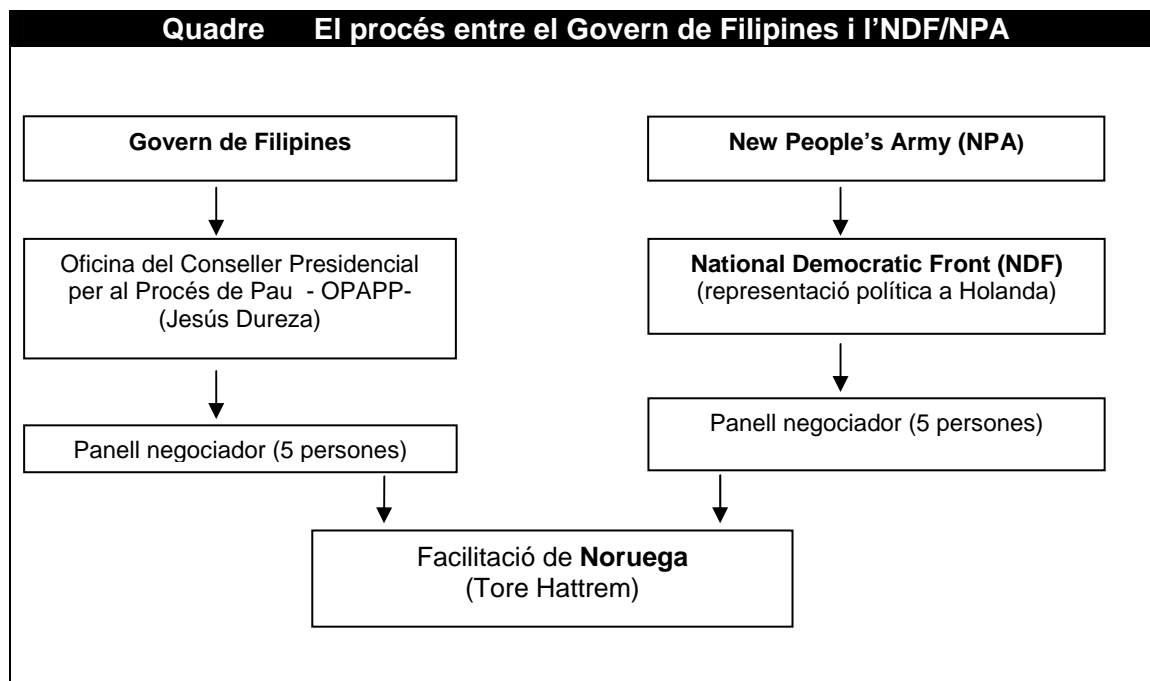 Quadre El procés entre el Govern de Filipines i l’NDF/NPA
Govern de Filipines
New People’s Army (NPA)
Oficina del Conseller Presidencial
per al Procés de Pau - OPAPP-
(Jesús Dureza)
National Democratic Front (NDF)
(representació política a Holanda)
Panell negociador (5 persones)
Panell negociador (5 persones)
Facilitació de Noruega
(Tore Hattrem)